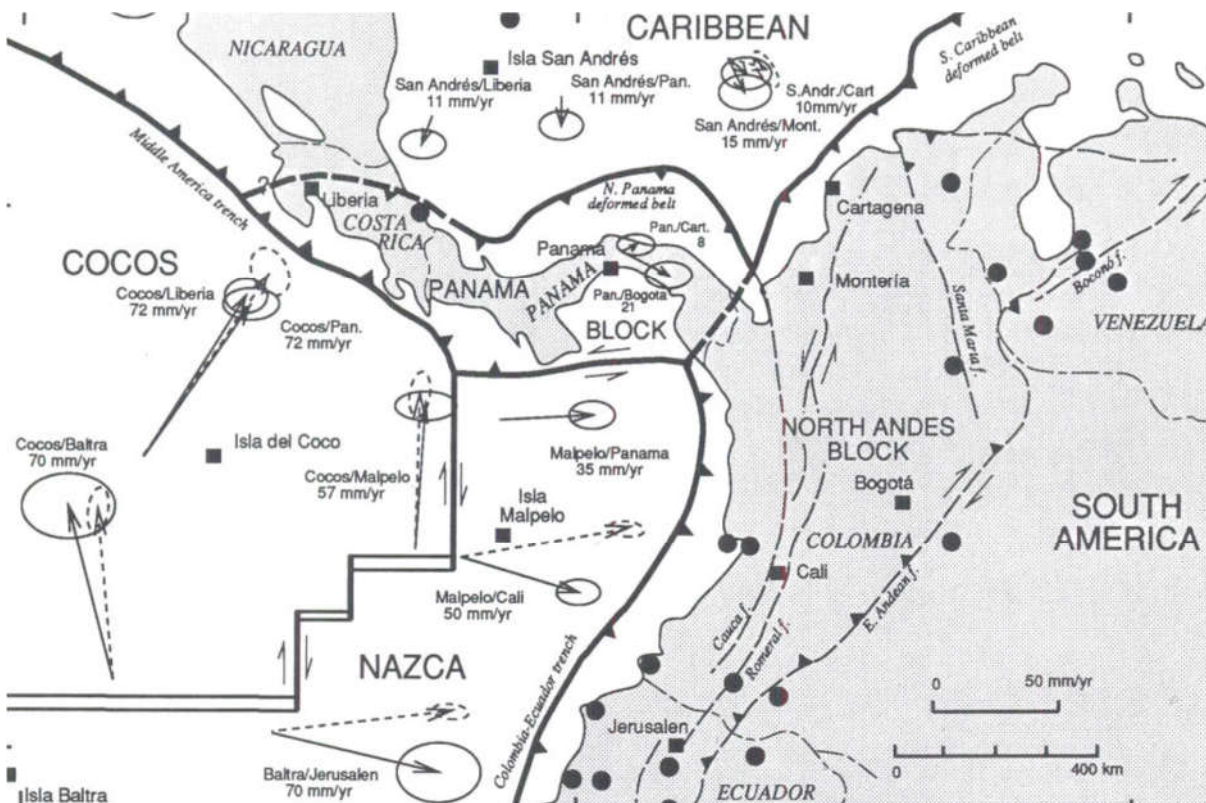 NICARAGUA
Isla San Andrés
CARIBBEAN
S. Caribbean
deformed belt
San Andrés/Liberia
11 mm/yr
San Andrés/Pan.
11 mm/yr
S.Andr./Cart
10mm/yr
San Andrés/Mont.
15 mm/yr
Middle America trench
?
Liberia
COSTA
RICA
N. Panama
deformed belt
Cartagena
Pan./Cart.
8
Panama
PANAMA
PANAMA
BLOCK
Pan./Bogota
21
Montería
Santa Marta f.
Boconó f.
VENEZUELA
COCOS
Cocos/Liberia
72 mm/yr
Cocos/Pan.
72 mm/yr
Isla del Coco
Cocos/Baltra
70 mm/yr
Cocos/Malpelo
57 mm/yr
Malpelo/Panama
35 mm/yr
Isla
Malpelo
Malpelo/Cali
50 mm/yr
NORTH ANDES
BLOCK
Bogotá
COLOMBIA
Cali
SOUTH
AMERICA
Cauca f.
Romeral f.
E. Andean f.
NAZCA
Colombia-Ecuador trench
Baltra/Jerusalen
70 mm/yr
Jerusalen
ECUADOR
Isla Baltra
0
50 mm/yr
0
400 km